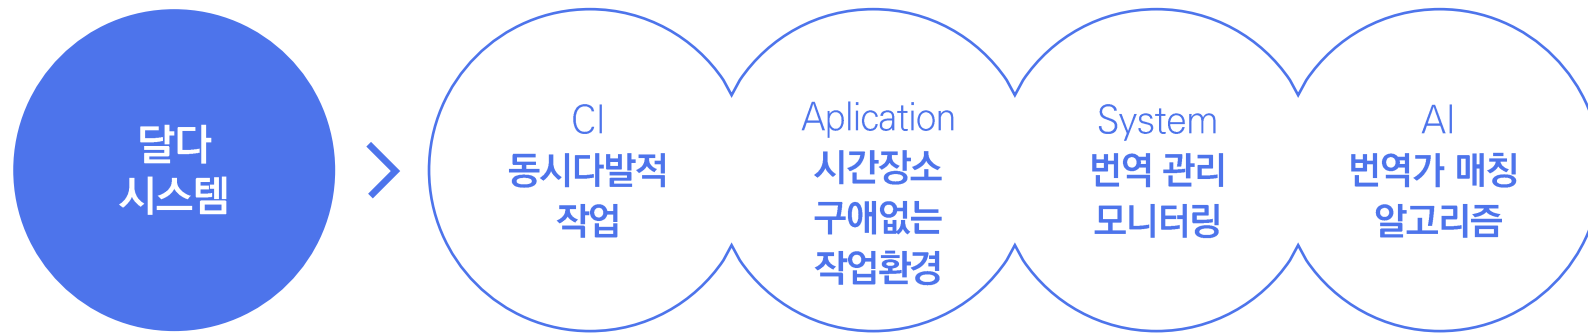 달다
시스템
CI
동시다발적
작업
Aplication
시간장소
구애없는
작업환경
System
번역 관리
모니터링
AI
번역가 매칭
알고리즘